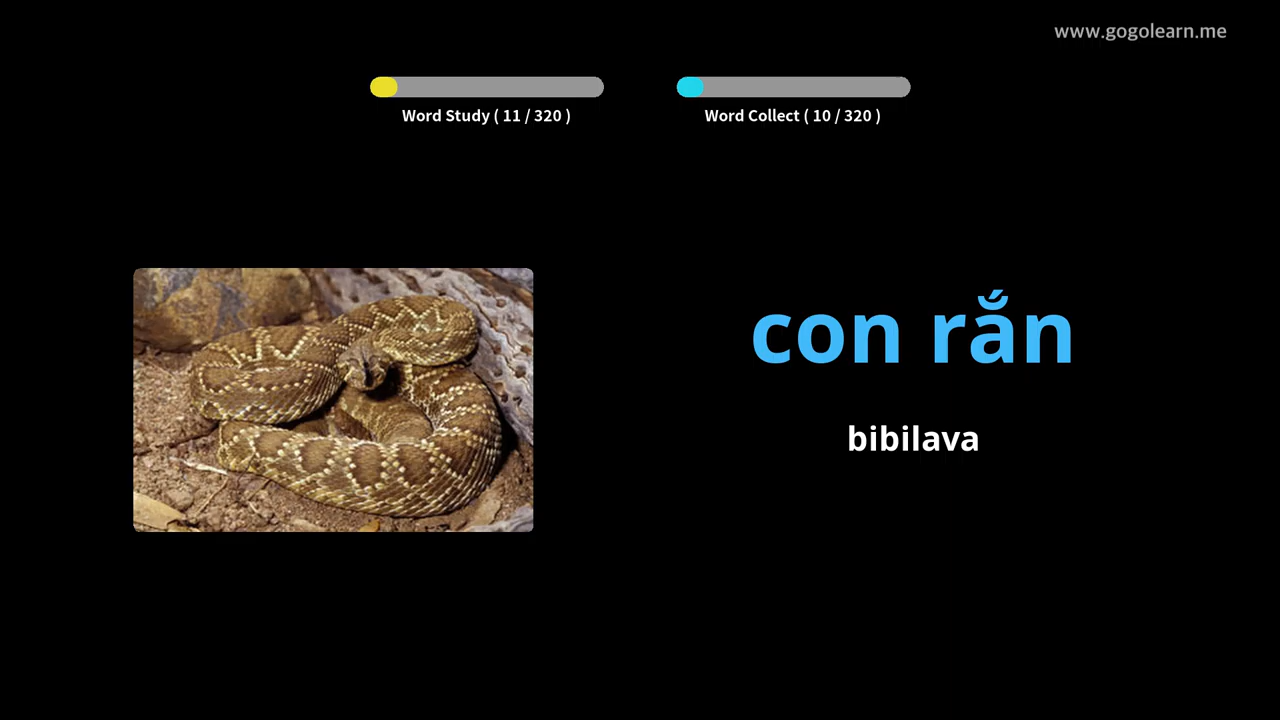 www.gogolearn.me
Word Study ( 11 / 320 )
Word Collect ( 10 / 320 )
con rắn
bibilava